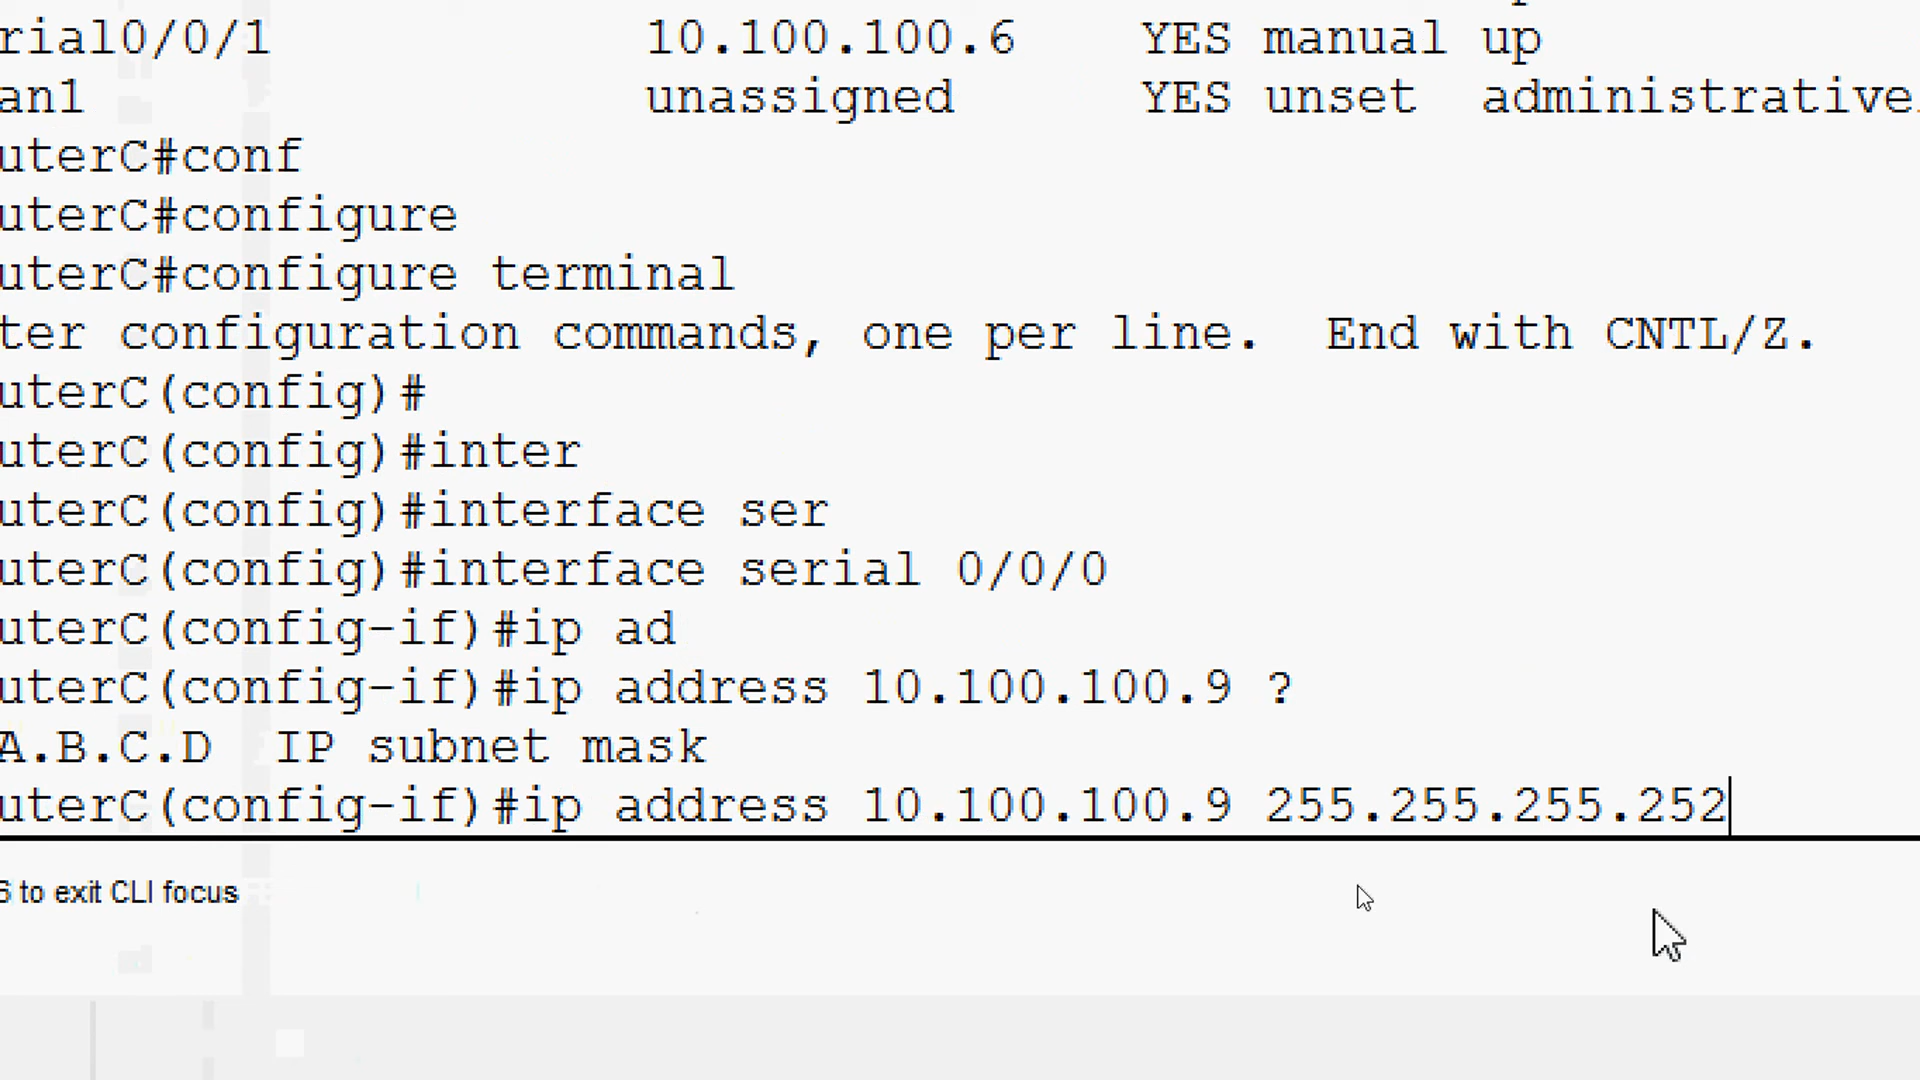 rial0/0/1 10.100.100.6 YES manual up
an1 unassigned YES unset administrative
uterC#conf
uterC#configure
uterC#configure terminal
ter configuration commands, one per line. End with CNTL/Z.
uterC(config)#
uterC(config)#inter
uterC(config)#interface ser
uterC(config)#interface serial 0/0/0
uterC(config-if)#ip ad
uterC(config-if)#ip address 10.100.100.9 ?
A.B.C.D IP subnet mask
uterC(config-if)#ip address 10.100.100.9 255.255.255.252
6 to exit CLI focus